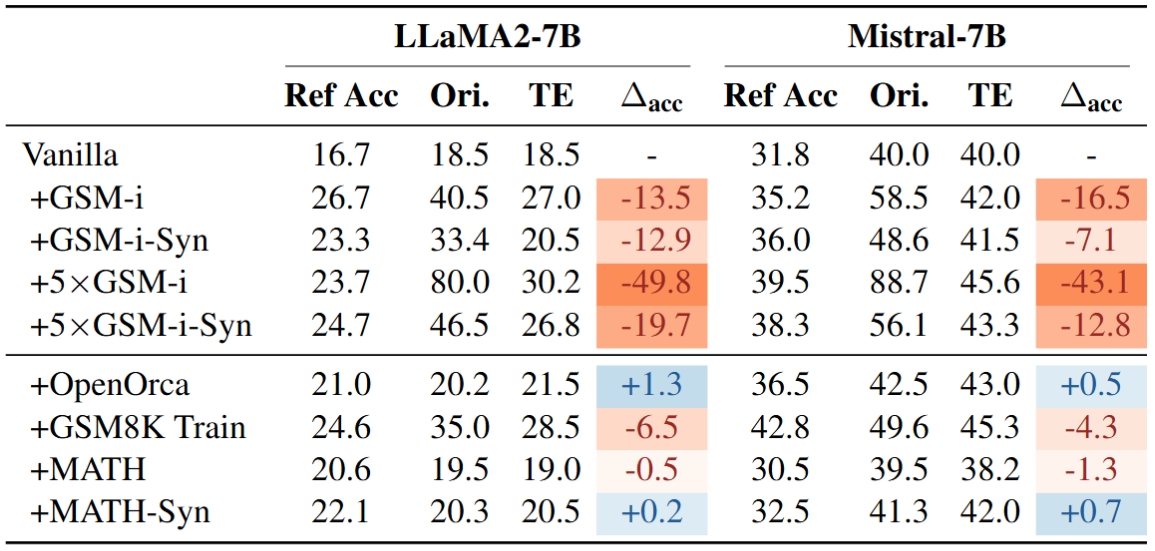 LLaMA2-7B Mistral-7B
Ref Acc Ori. TE Δacc Ref Acc Ori. TE Δacc
Vanilla 16.7 18.5 18.5 - 31.8 40.0 40.0 -
+GSM-i 26.7 40.5 27.0 -13.5 35.2 58.5 42.0 -16.5
+GSM-i-Syn 23.3 33.4 20.5 -12.9 36.0 48.6 41.5 -7.1
+5×GSM-i 23.7 80.0 30.2 -49.8 39.5 88.7 45.6 -43.1
+5×GSM-i-Syn 24.7 46.5 26.8 -19.7 38.3 56.1 43.3 -12.8
+OpenOrca 21.0 20.2 21.5 +1.3 36.5 42.5 43.0 +0.5
+GSM8K Train 24.6 35.0 28.5 -6.5 42.8 49.6 45.3 -4.3
+MATH 20.6 19.5 19.0 -0.5 30.5 39.5 38.2 -1.3
+MATH-Syn 22.1 20.3 20.5 +0.2 32.5 41.3 42.0 +0.7